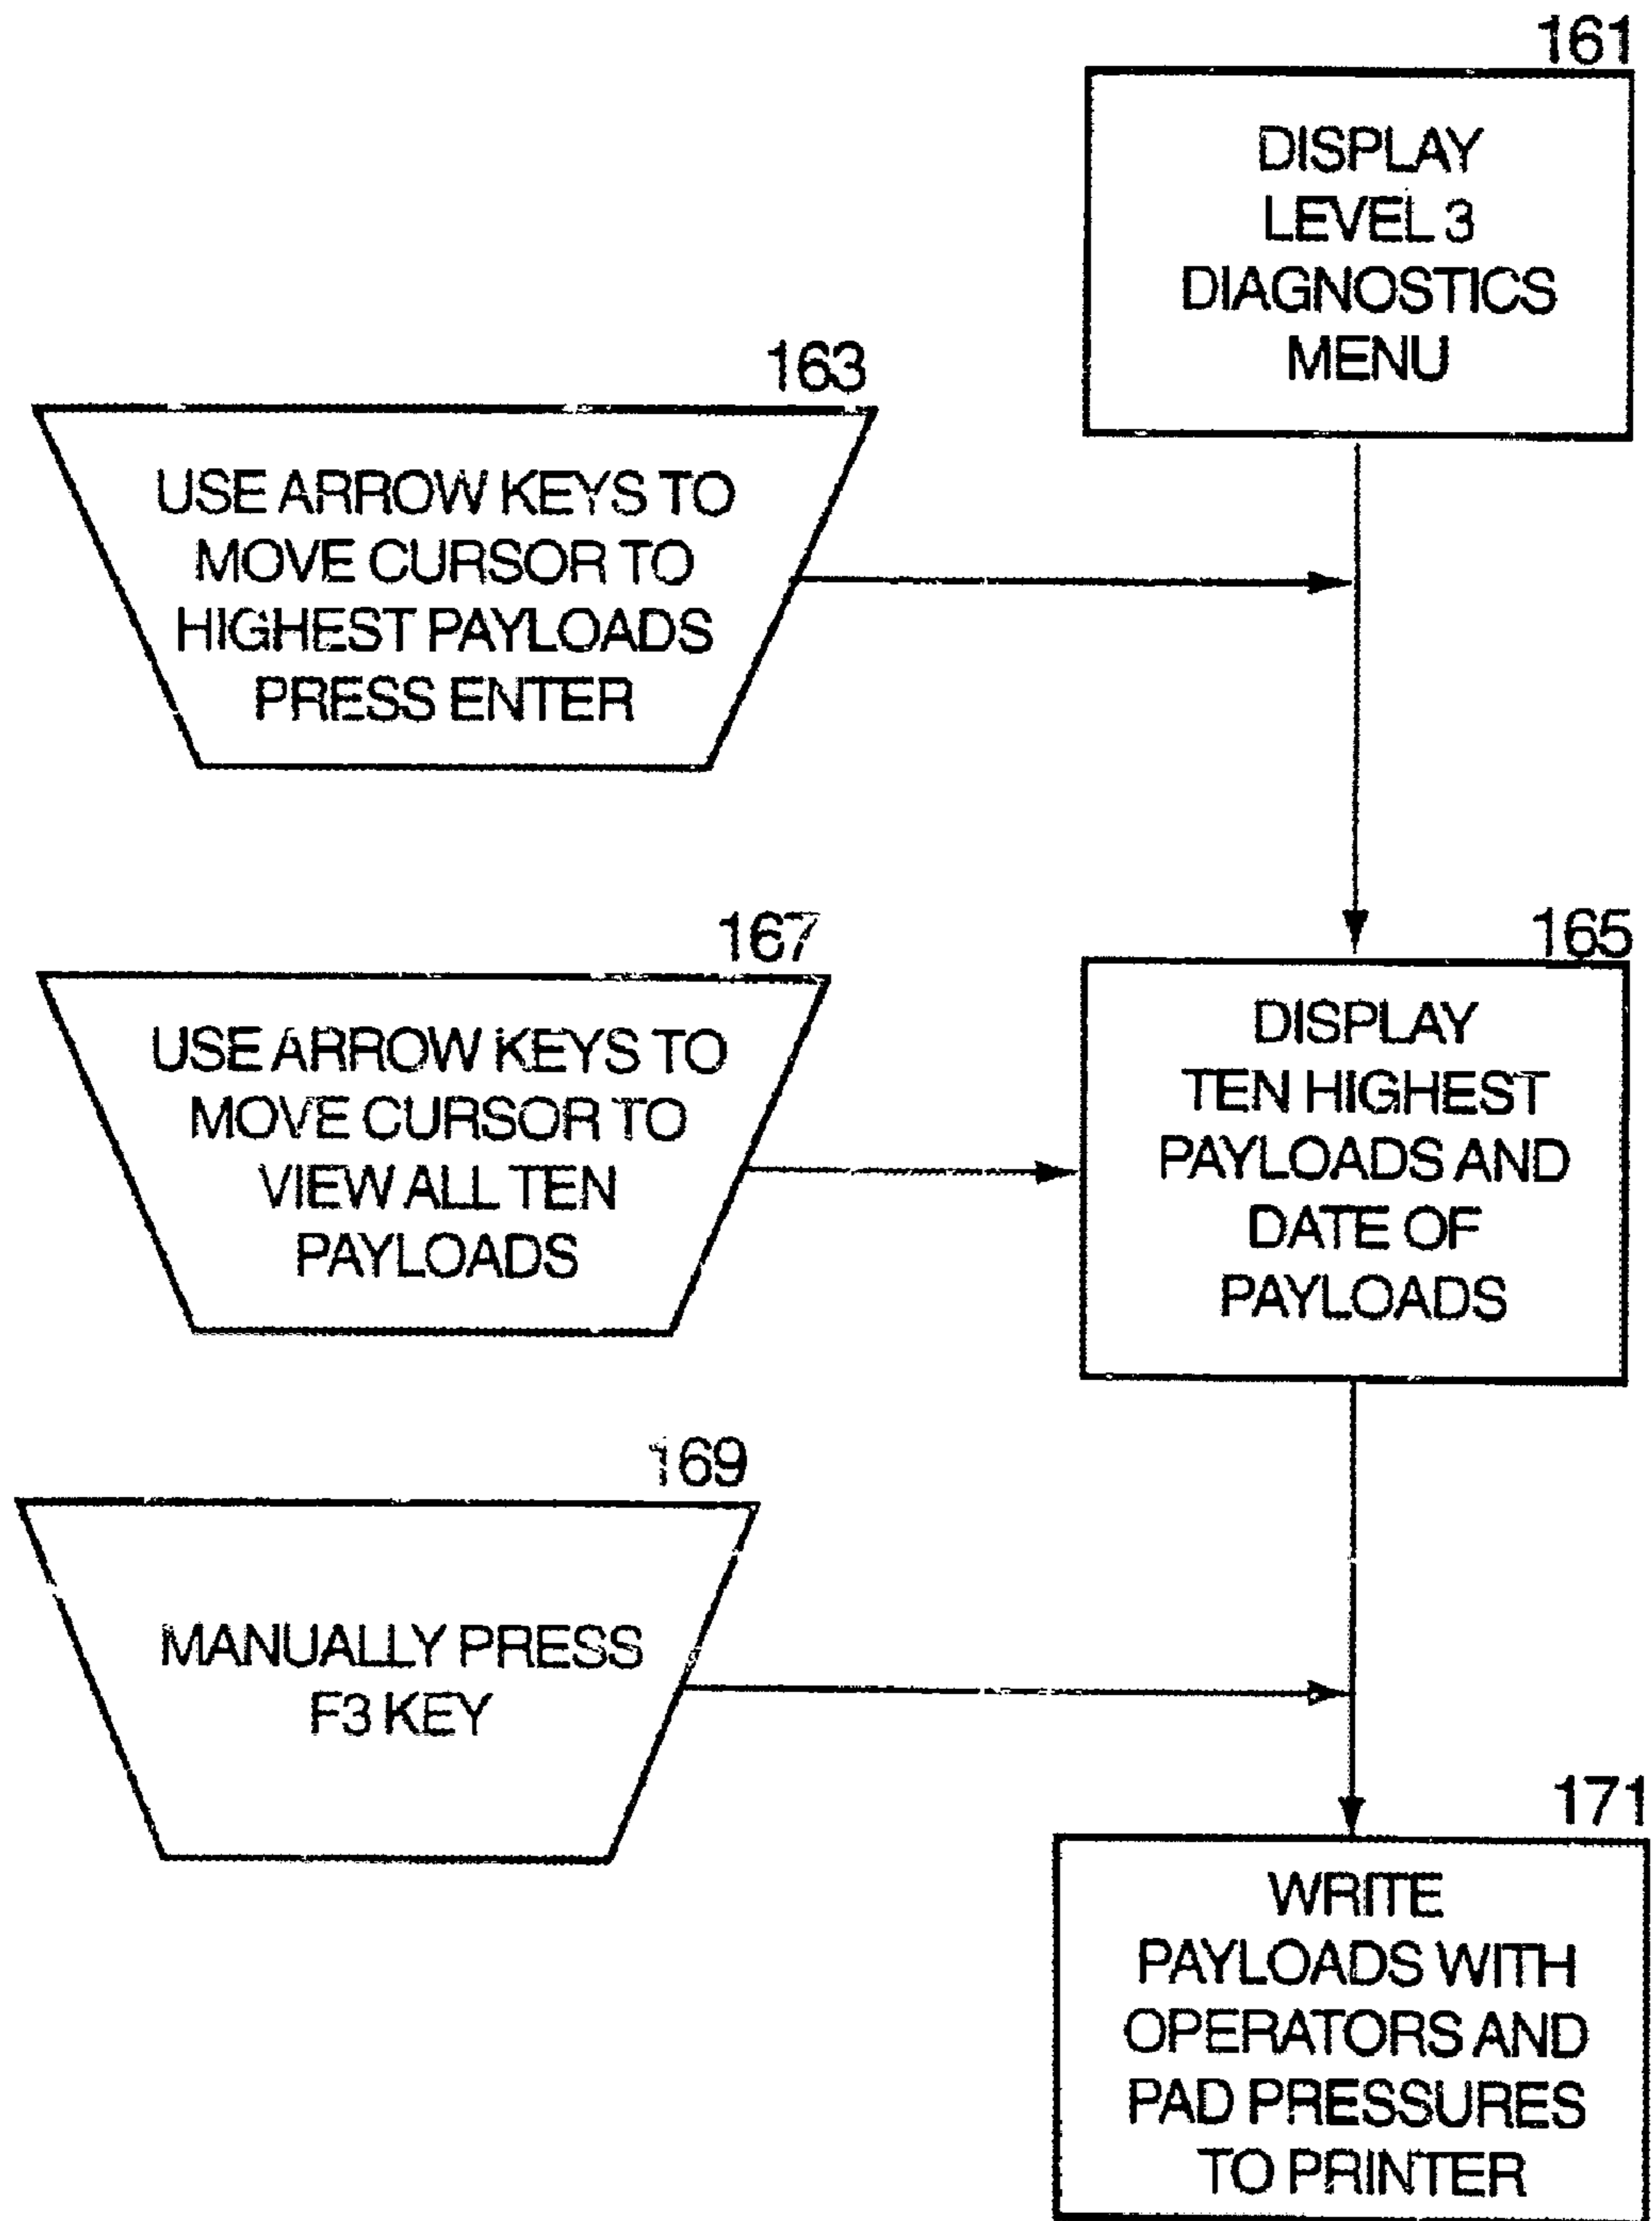 161
DISPLAY
LEVEL 3
DIAGNOSTICS
MENU
163
USE ARROW KEYS TO
MOVE CURSOR TO
HIGHEST PAYLOADS
PRESS ENTER
167
USE ARROW KEYS TO
MOVE CURSOR TO
VIEW ALL TEN
PAYLOADS
165
DISPLAY
TEN HIGHEST
PAYLOADS AND
DATE OF
PAYLOADS
169
MANUALLY PRESS
F3 KEY
171
WRITE
PAYLOADS WITH
OPERATORS AND
PAD PRESSURES
TO PRINTER